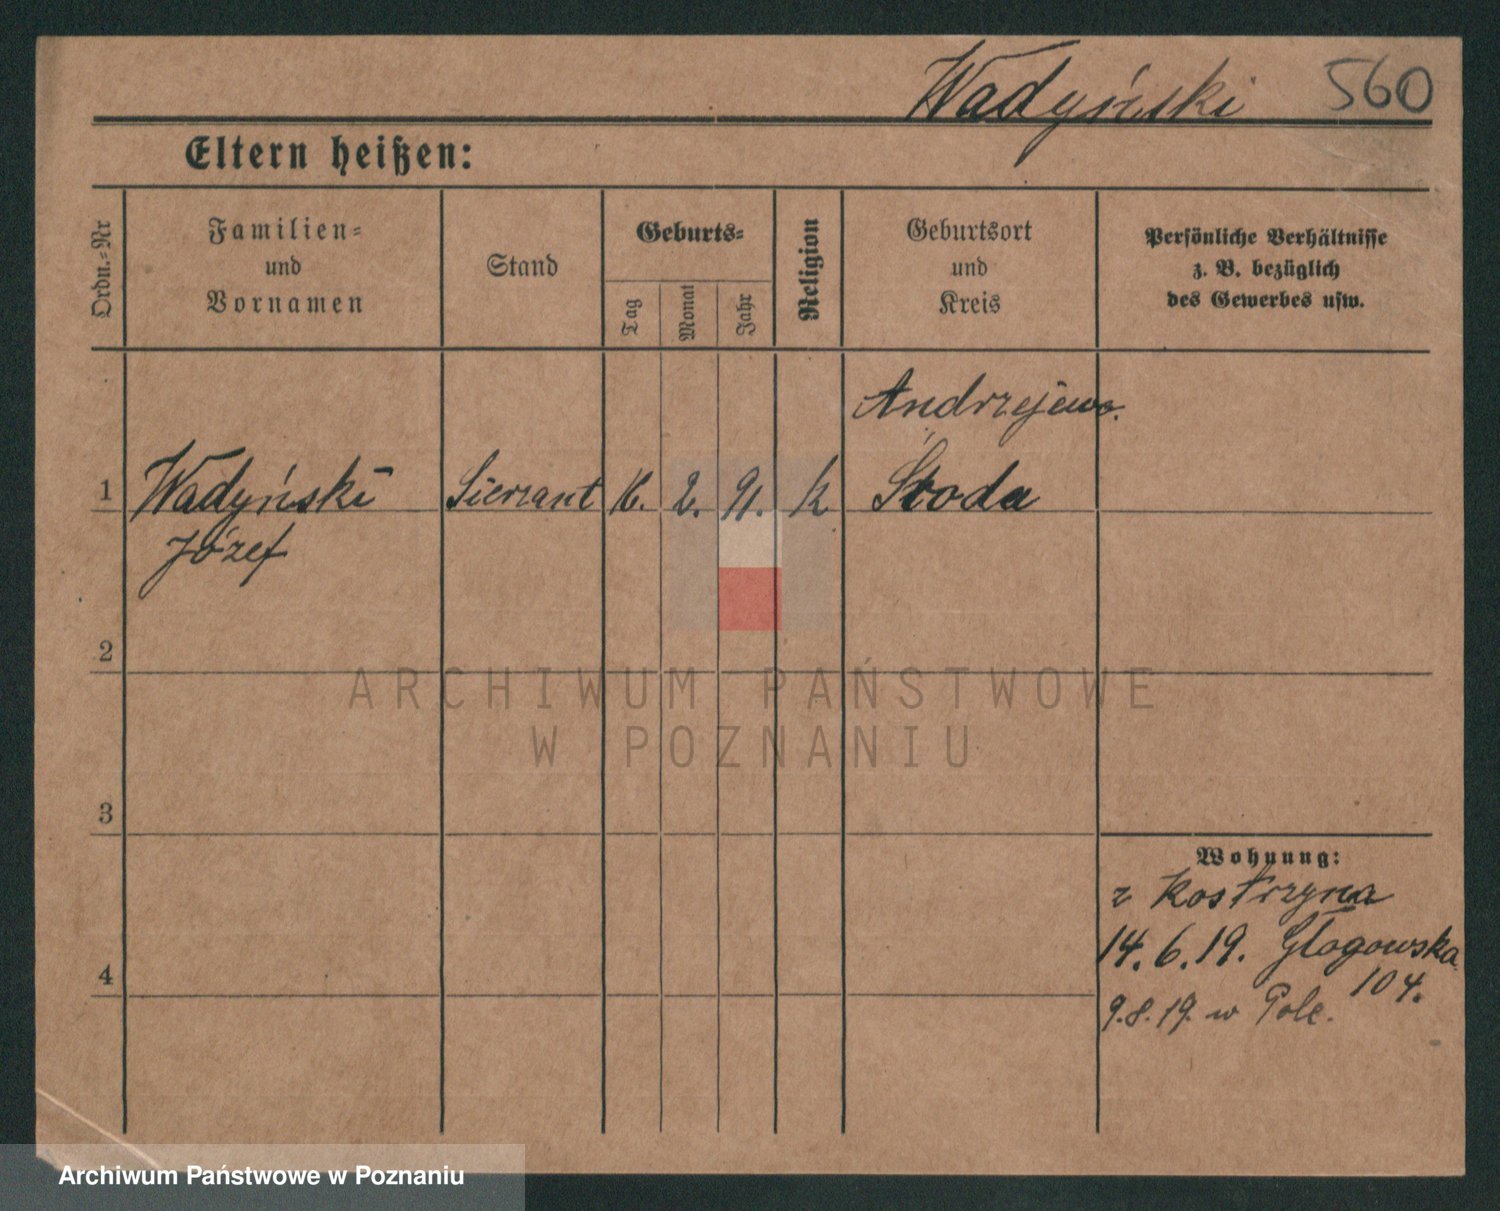 Wadyński 560
Eltern heißen:
Ordn.-Nr
Familien-
und
Vornamen
Stand
Geburts-
Tag
Monat
Jahr
Religion
Geburtsort
und
Kreis
Persönliche Verhältnisse
z. B. bezüglich
des Gewerbes usw.
Andrzejewo.
1 Wadyński Sierzant 16. 2. 91. k Środa
Józef
2
ARCHIWUM PAŃSTWOWE
W POZNANIU
3
Wohnung:
z Kostrzyna
14.6.19. Głogowska
104.
4
9.8.19. w Pole.
Archiwum Państwowe w Poznaniu